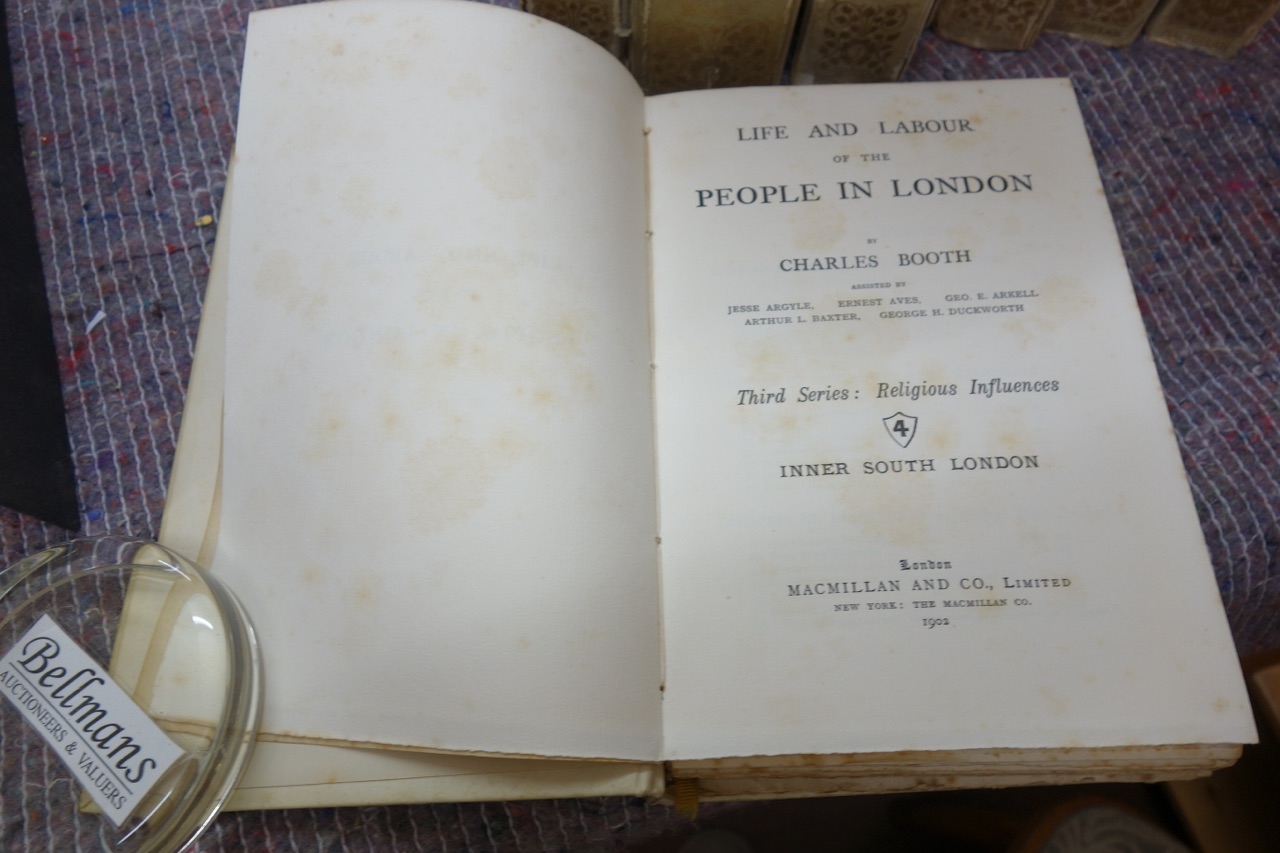 LIFE AND LABOUR
OF THE
PEOPLE IN LONDON
BY
CHARLES BOOTH
ASSISTED BY
JESSE ARGYLE, ERNEST AVES, GEO. E. ARKELL
ARTHUR L. BAXTER, GEORGE H. DUCKWORTH
Third Series: Religious Influences
4
INNER SOUTH LONDON
London
MACMILLAN AND CO., LIMITED
NEW YORK: THE MACMILLAN CO.
1902
Bellmans
AUCTIONEERS & VALUERS